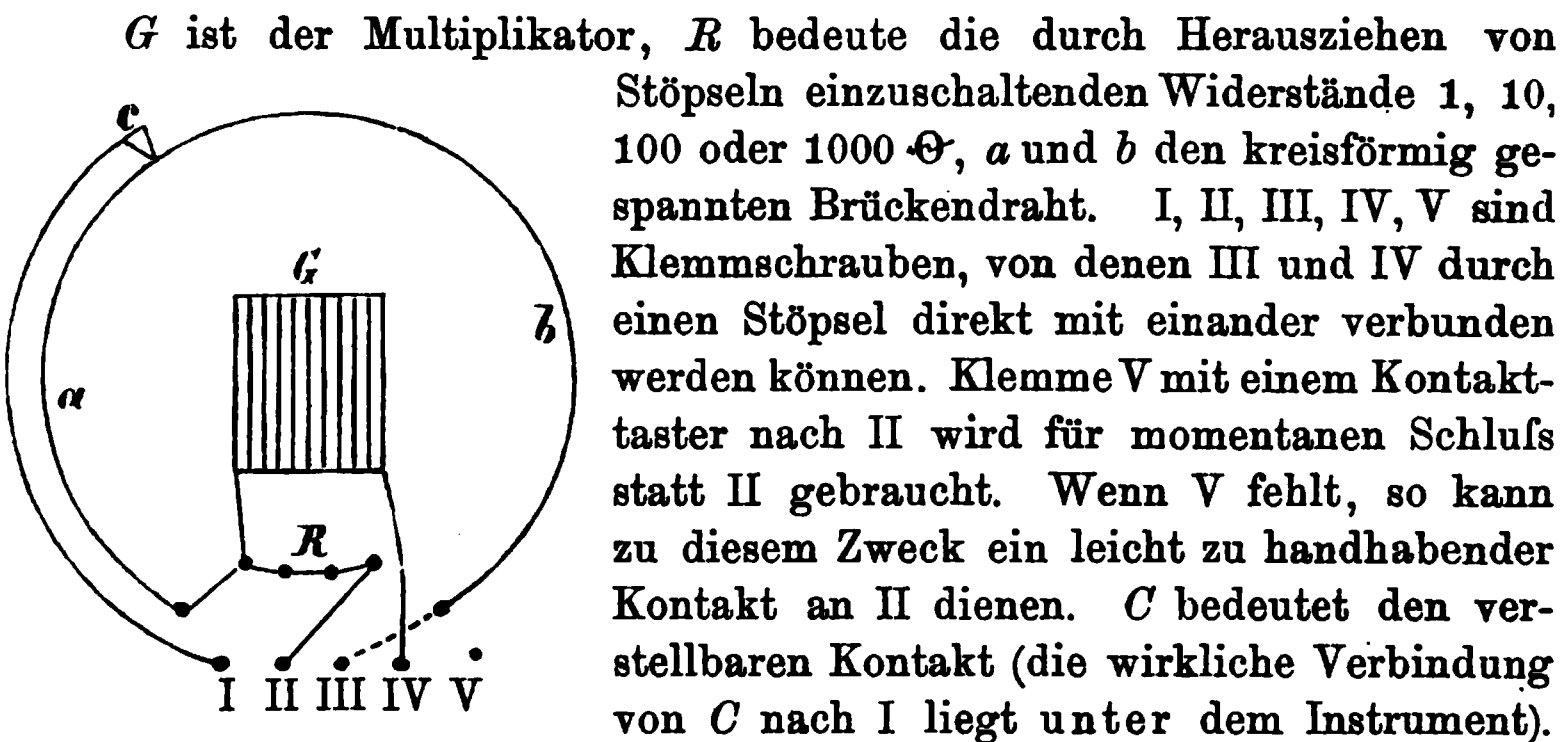 G ist der Multiplikator, R bedeute die durch Herausziehen von
Stöpseln einzuschaltenden Widerstände 1, 10,
100 oder 1000 , a und b den kreisförmig ge-
spannten Brückendraht. I, II, III, IV, V sind
Klemmschrauben, von denen III und IV durch
einen Stöpsel direkt mit einander verbunden
werden können. Klemme V mit einem Kontakt-
taster nach II wird für momentanen Schluſs
statt II gebraucht. Wenn V fehlt, so kann
zu diesem Zweck ein leicht zu handhabender
Kontakt an II dienen. C bedeutet den ver-
stellbaren Kontakt (die wirkliche Verbindung
von C nach I liegt unter dem Instrument).
C
G
b
a
R
I II III IV V